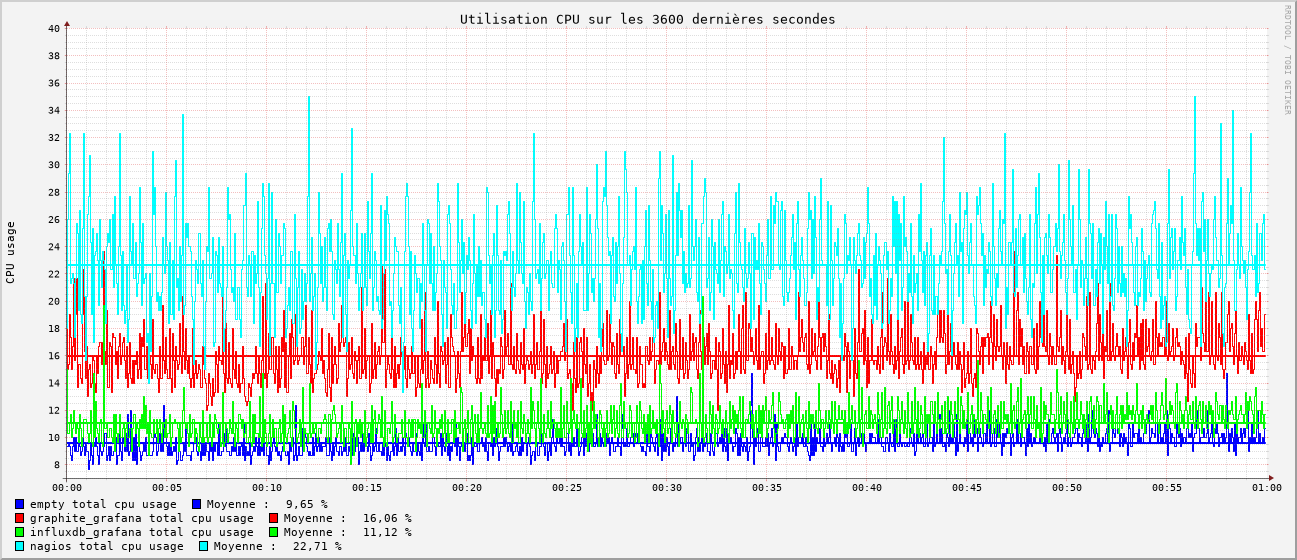 Utilisation CPU sur les 3600 dernières secondes
RRDTOOL / TOBI OETIKER
CPU usage
40
38
36
34
32
30
28
26
24
22
20
18
16
14
12
10
8
00:00 00:05 00:10 00:15 00:20 00:25 00:30 00:35 00:40 00:45 00:50 00:55 01:00
empty total cpu usage Moyenne : 9,65 %
graphite_grafana total cpu usage Moyenne : 16,06 %
influxdb_grafana total cpu usage Moyenne : 11,12 %
nagios total cpu usage Moyenne : 22,71 %